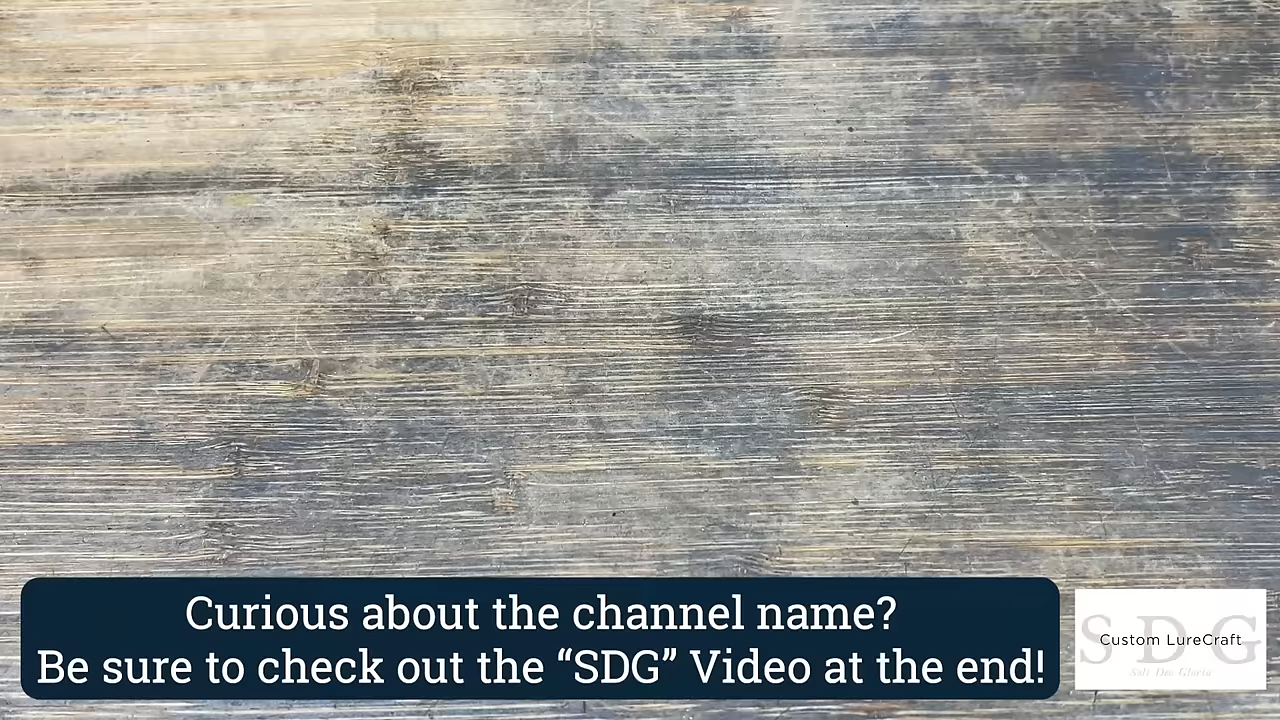 Curious about the channel name?
Be sure to check out the “SDG” Video at the end!
SDG
Custom LureCraft
Soli Deo Gloria